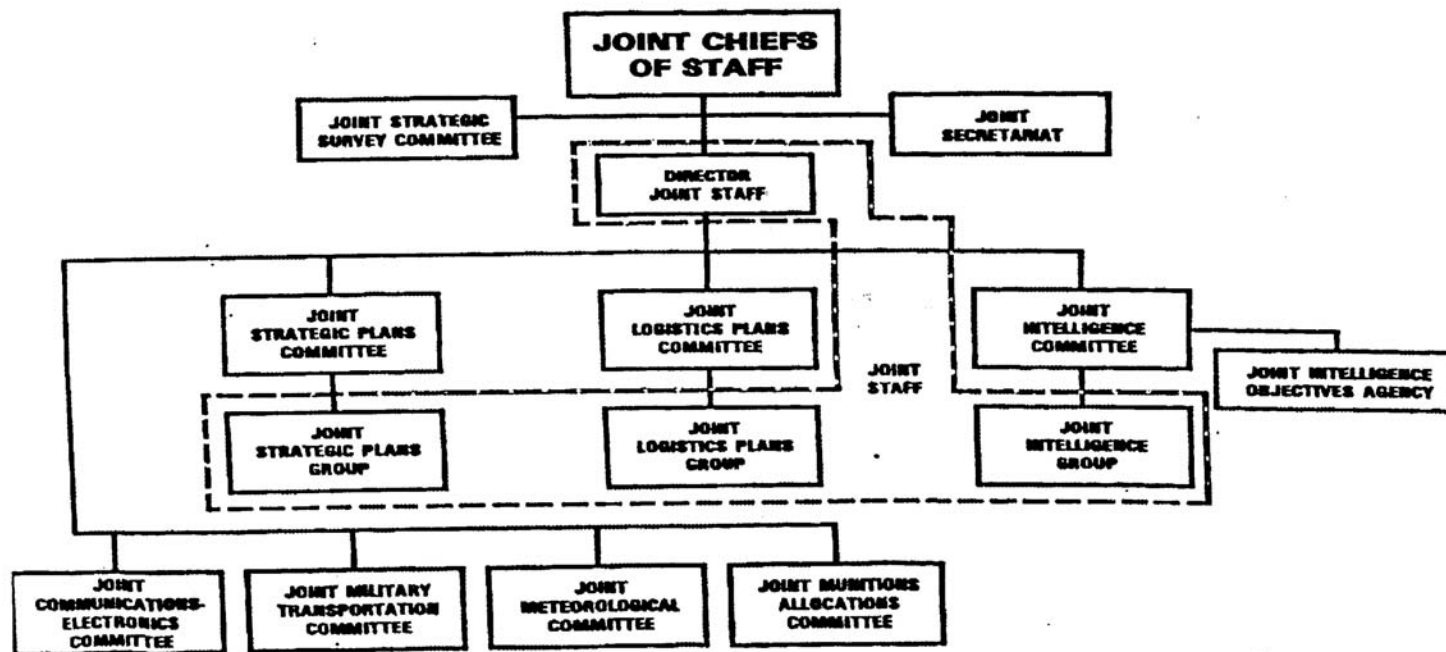 JOINT CHIEFS
OF STAFF
JOINT STRATEGIC
SURVEY COMMITTEE
JOINT
SECRETARIAT
DIRECTOR
JOINT STAFF
JOINT
STRATEGIC PLANS
COMMITTEE
JOINT
LOGISTICS PLANS
COMMITTEE
JOINT
INTELLIGENCE
COMMITTEE
JOINT
STAFF
JOINT INTELLIGENCE
OBJECTIVES AGENCY
JOINT
STRATEGIC PLANS
GROUP
JOINT
LOGISTICS PLANS
GROUP
JOINT
INTELLIGENCE
GROUP
JOINT
COMMUNICATIONS-
ELECTRONICS
COMMITTEE
JOINT MILITARY
TRANSPORTATION
COMMITTEE
JOINT
METEOROLOGICAL
COMMITTEE
JOINT MUNITIONS
ALLOCATIONS
COMMITTEE